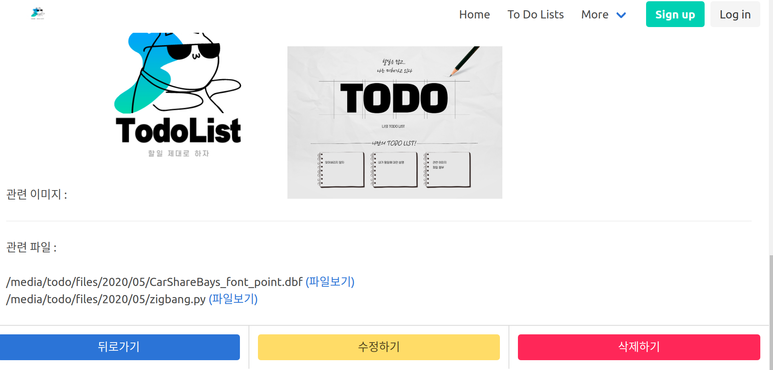 Home To Do Lists More Sign up Log in
TodoList
할일 제대로 하자
TODO
나의 TODO LIST!
관련 이미지 :
관련 파일 :
/media/todo/files/2020/05/CarShareBays_font_point.dbf (파일보기)
/media/todo/files/2020/05/zigbang.py (파일보기)
뒤로가기 수정하기 삭제하기